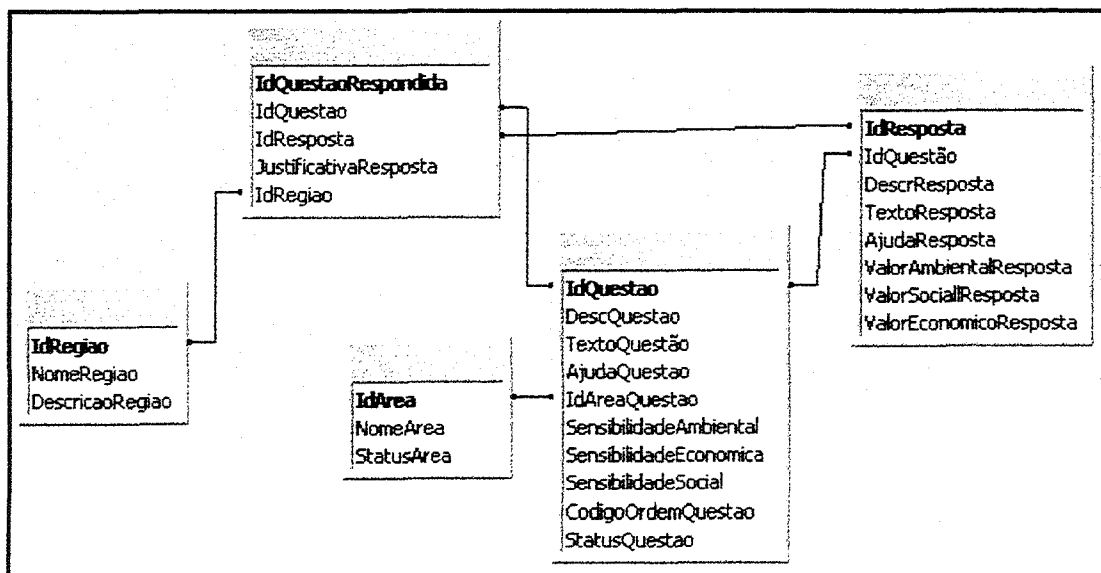 IdQuestaoRespondida
IdQuestao
IdResposta
JustificativaResposta
IdRegiao
IdResposta
IdQuestão
DescrResposta
TextoResposta
AjudaResposta
ValorAmbientalResposta
ValorSociallResposta
ValorEconomicoResposta
IdRegiao
NomeRegiao
DescricaoRegiao
IdArea
NomeArea
StatusArea
IdQuestao
DescQuestao
TextoQuestão
AjudaQuestao
IdAreaQuestao
SensibilidadeAmbiental
SensibilidadeEconomica
SensibilidadeSocial
CodigoOrdemQuestao
StatusQuestao